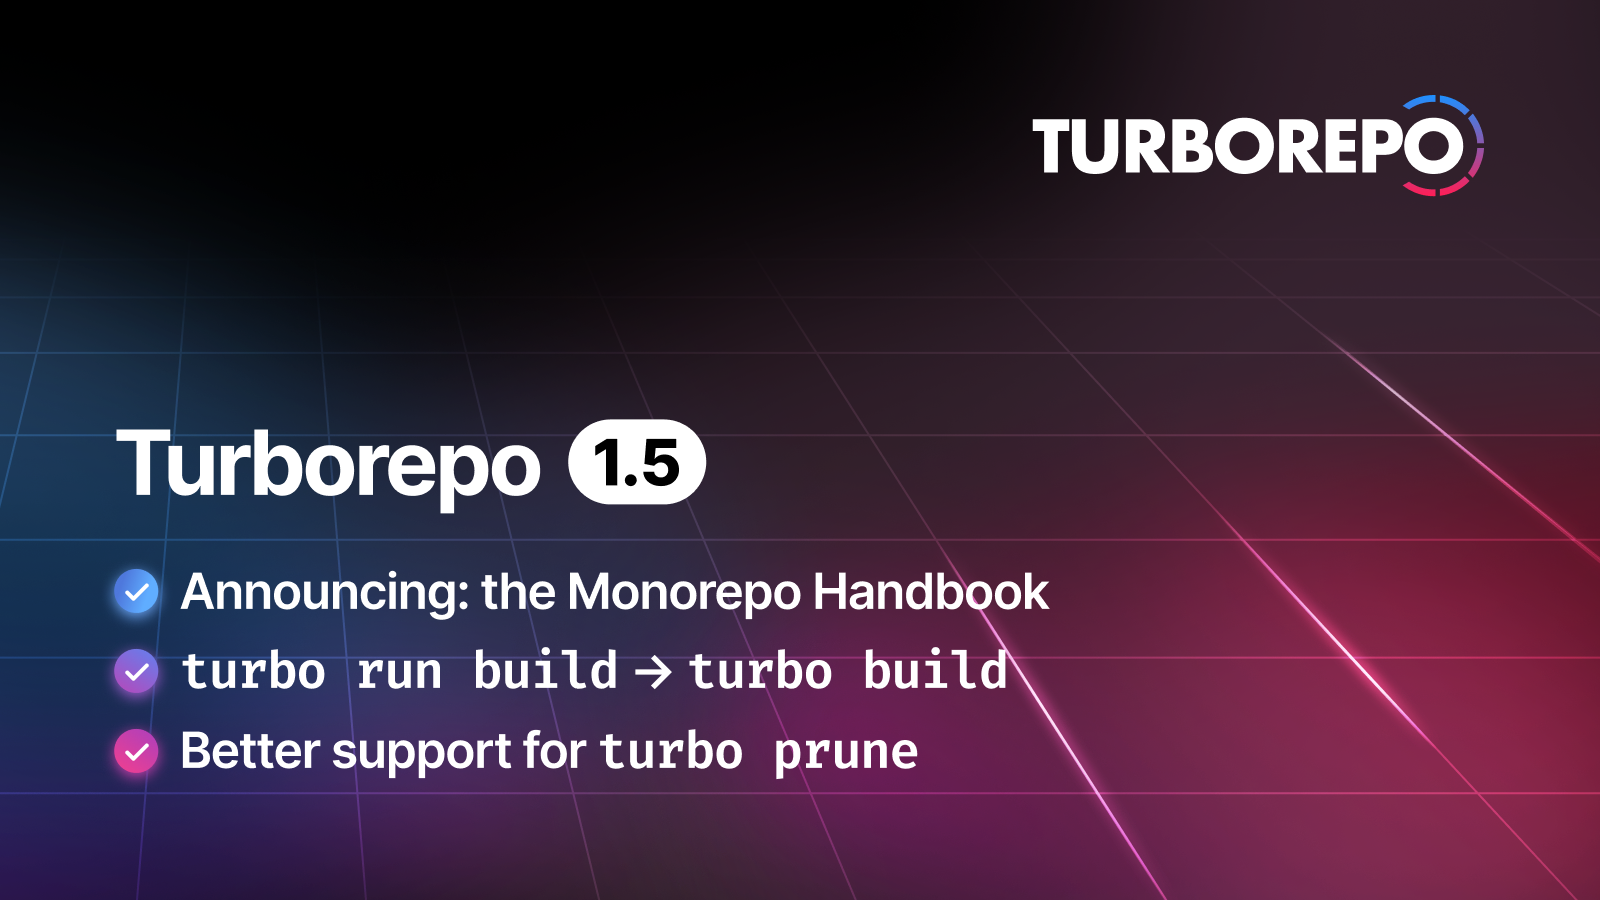 TURBOREPO
Turborepo 1.5
Announcing: the Monorepo Handbook
turbo run build → turbo build
Better support for turbo prune